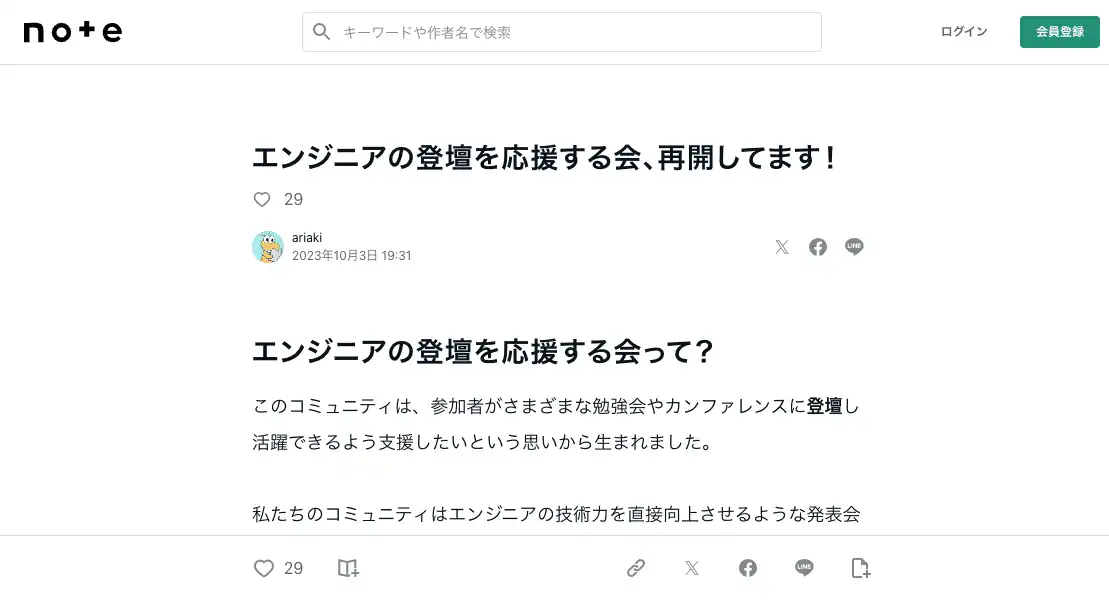 note
キーワードや作者名で検索
ログイン
会員登録
エンジニアの登壇を応援する会、再開してます！
29
ariaki
2023年10月3日 19:31
LINE
エンジニアの登壇を応援する会って？
このコミュニティは、参加者がさまざまな勉強会やカンファレンスに登壇し
活躍できるよう支援したいという思いから生まれました。
私たちのコミュニティはエンジニアの技術力を直接向上させるような発表会
29
LINE